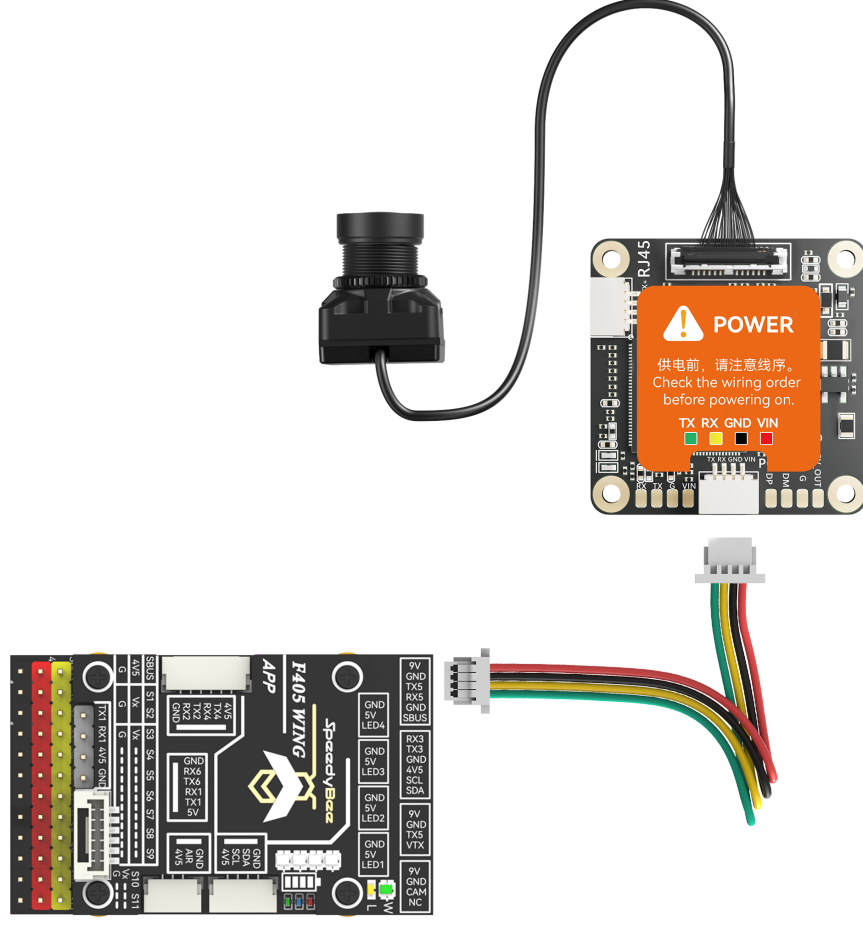 RJ45
POWER
供电前，请注意线序。
Check the wiring order
before powering on.
TX RX GND VIN
TX RX GND VIN
P
RX TX G VIN
DP
DM
G
OUT
SBUS
4V5
G
S1
S2
Vx
G
S3
S4
S5
S6
S7
S8
S9
Vx
G
S10
S11
Vx
G
TX1 RX1 4V5 GND
4V5
TX4
RX4
TX2
RX2
GND
APP
F405 WING
SpeedyBee
GND
RX6
TX6
RX1
TX1
5V
GND
AIR
4V5
GND
SDA
SCL
4V5
GND
5V
LED4
GND
5V
LED3
GND
5V
LED2
GND
5V
LED1
L
W
9V
GND
TX5
RX5
GND
SBUS
RX3
TX3
GND
4V5
SCL
SDA
9V
GND
TX5
VTX
9V
GND
CAM
NC